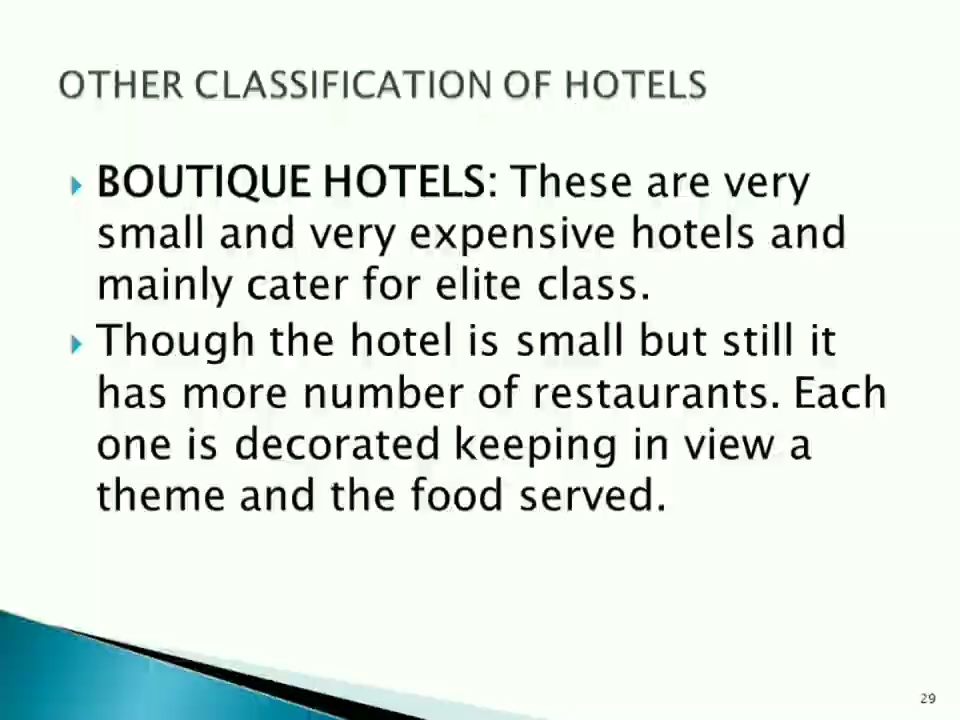 OTHER CLASSIFICATION OF HOTELS
BOUTIQUE HOTELS: These are very
small and very expensive hotels and
mainly cater for elite class.
Though the hotel is small but still it
has more number of restaurants. Each
one is decorated keeping in view a
theme and the food served.
29